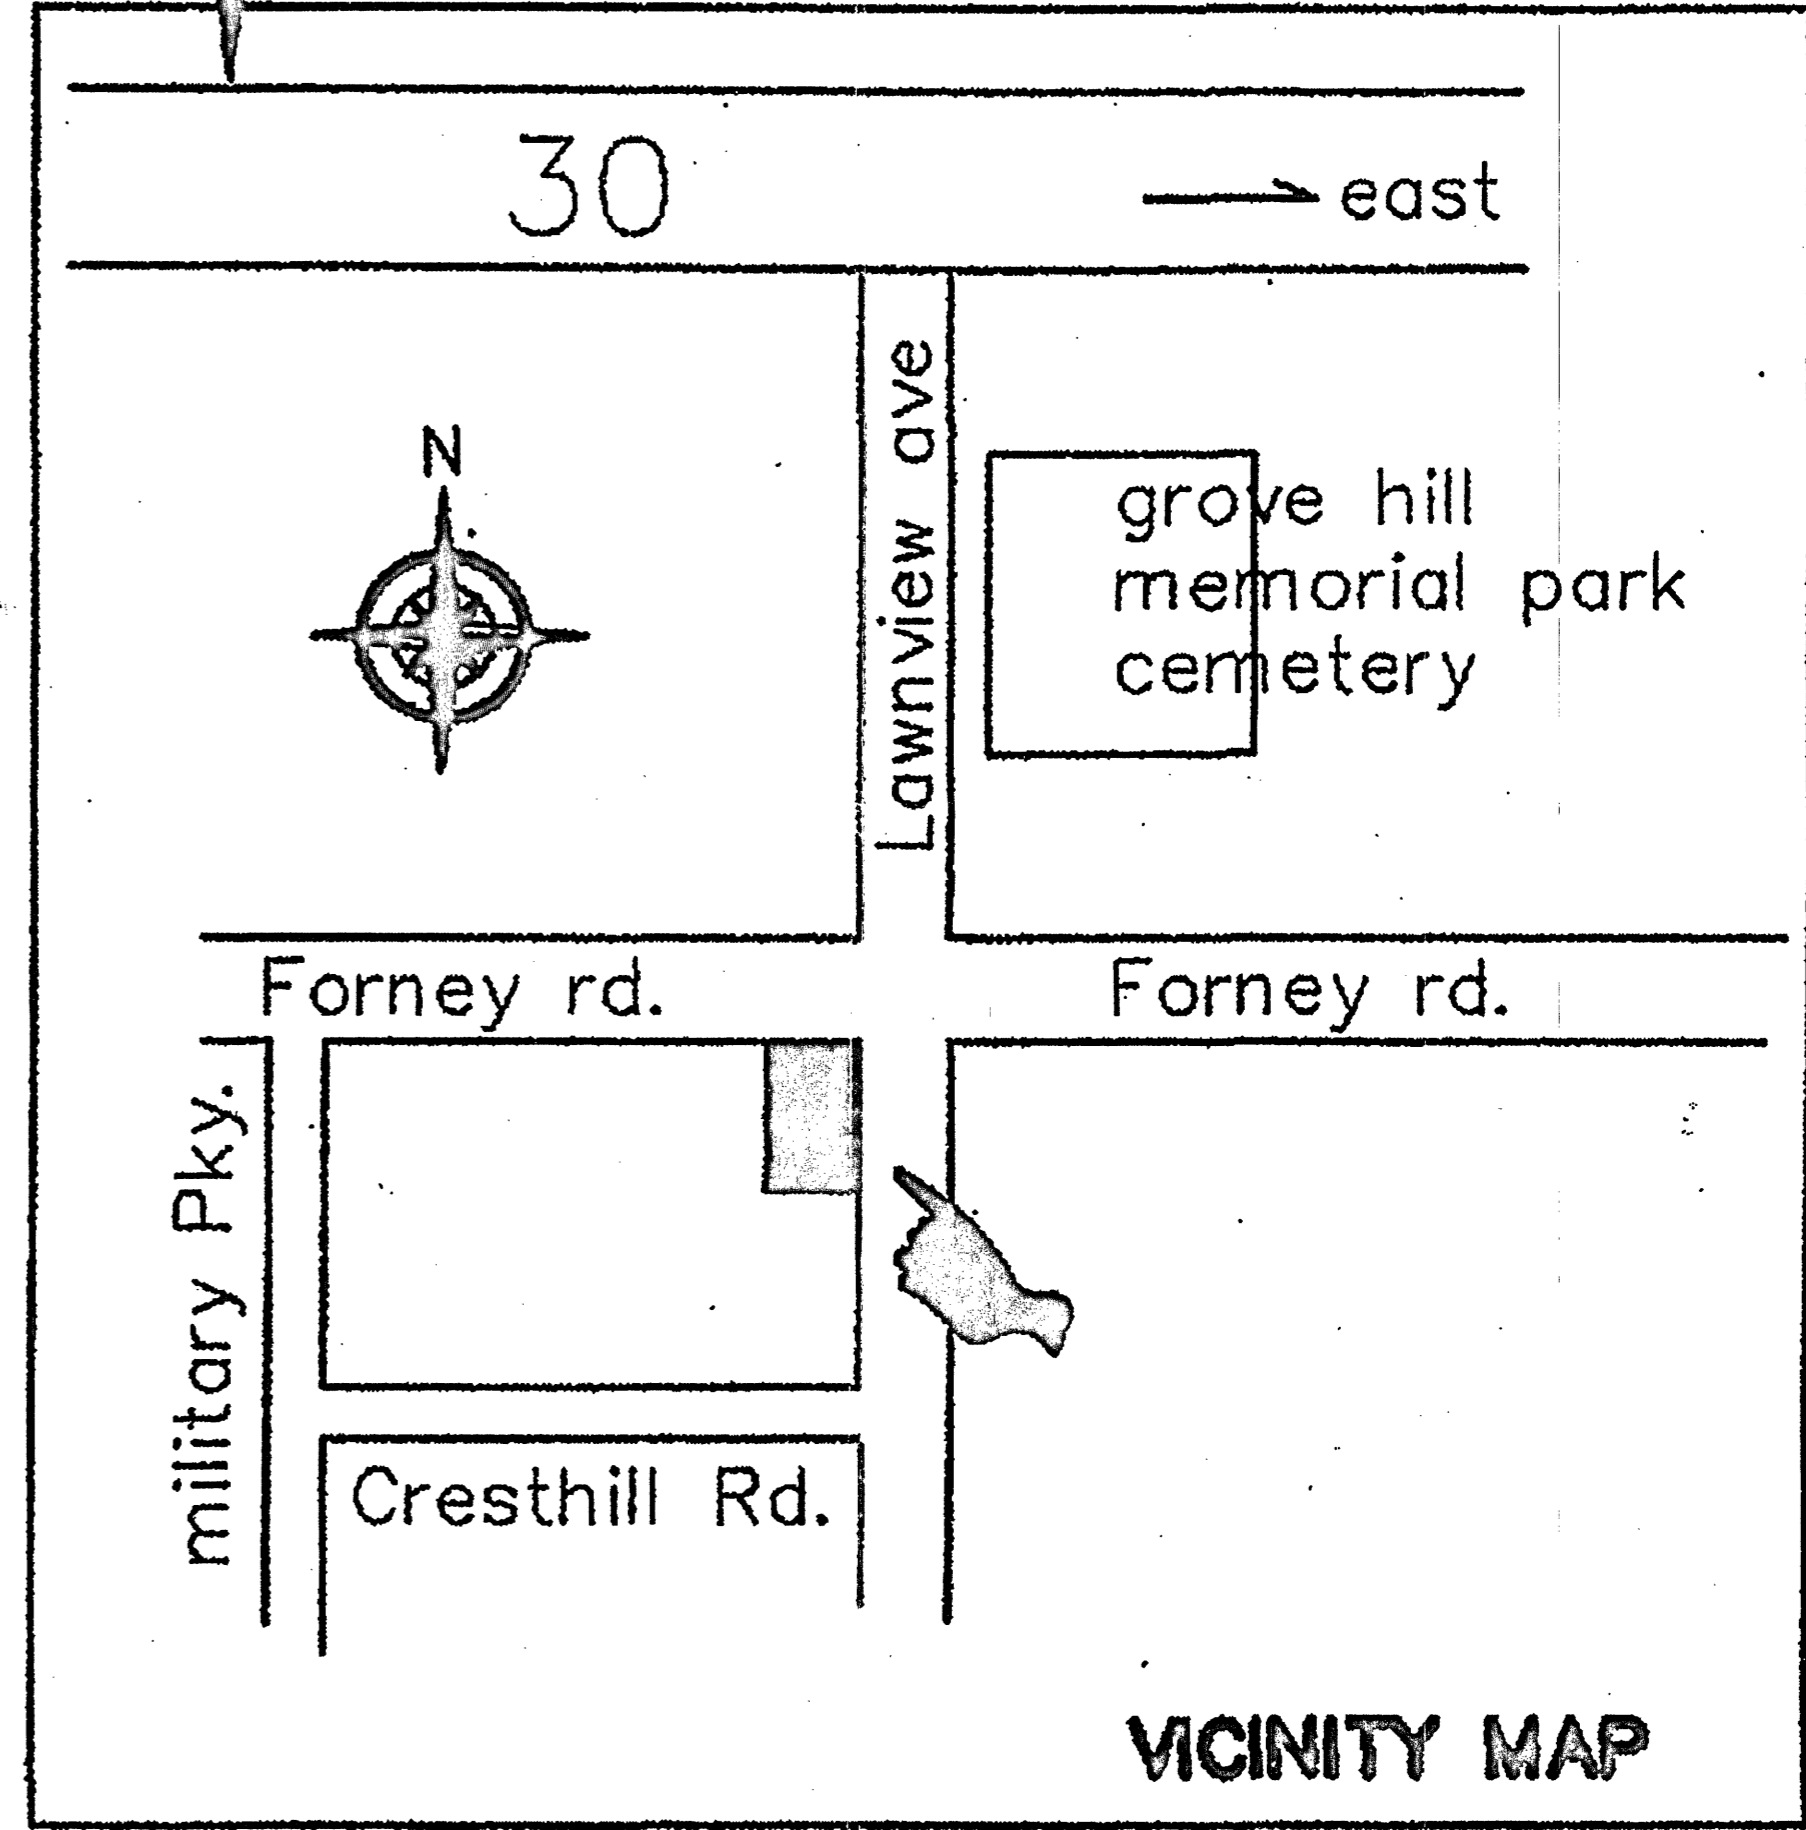 30
east
N
Lawnview ave
grove hill
memorial park
cemetery
Forney rd.
Forney rd.
military Pky.
Cresthill Rd.
VICINITY MAP